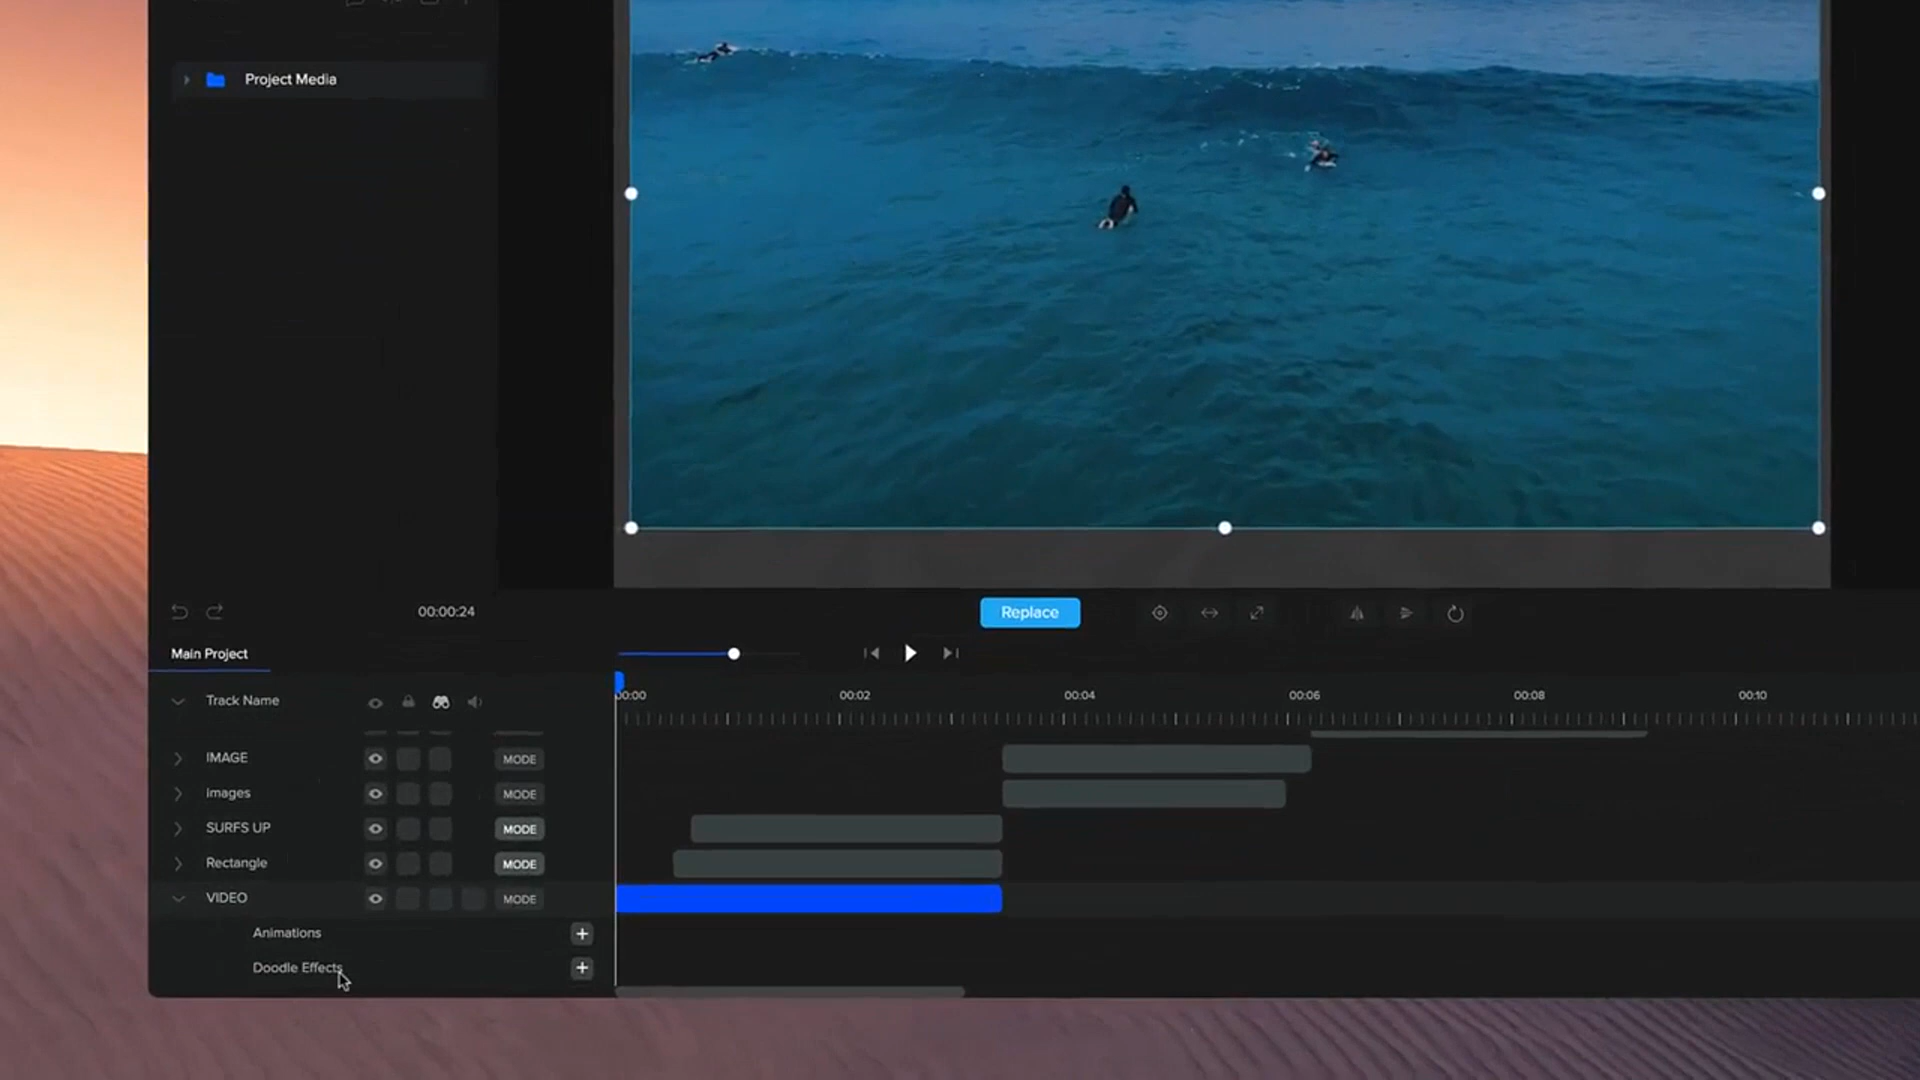 Project Media
00:00:24
Replace
Main Project
Track Name
00:00
00:02
00:04
00:06
00:08
00:10
IMAGE
MODE
Images
MODE
SURFS UP
MODE
Rectangle
MODE
VIDEO
MODE
Animations
Doodle Effects